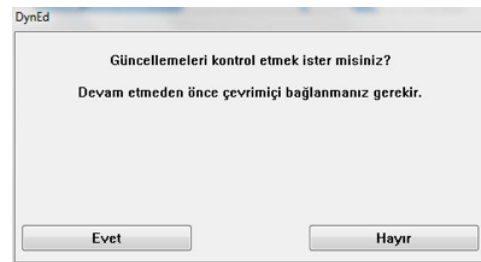 DynEd
Güncellemeleri kontrol etmek ister misiniz?
Devam etmeden önce çevrimiçi bağlanmanız gerekir.
Evet
Hayır